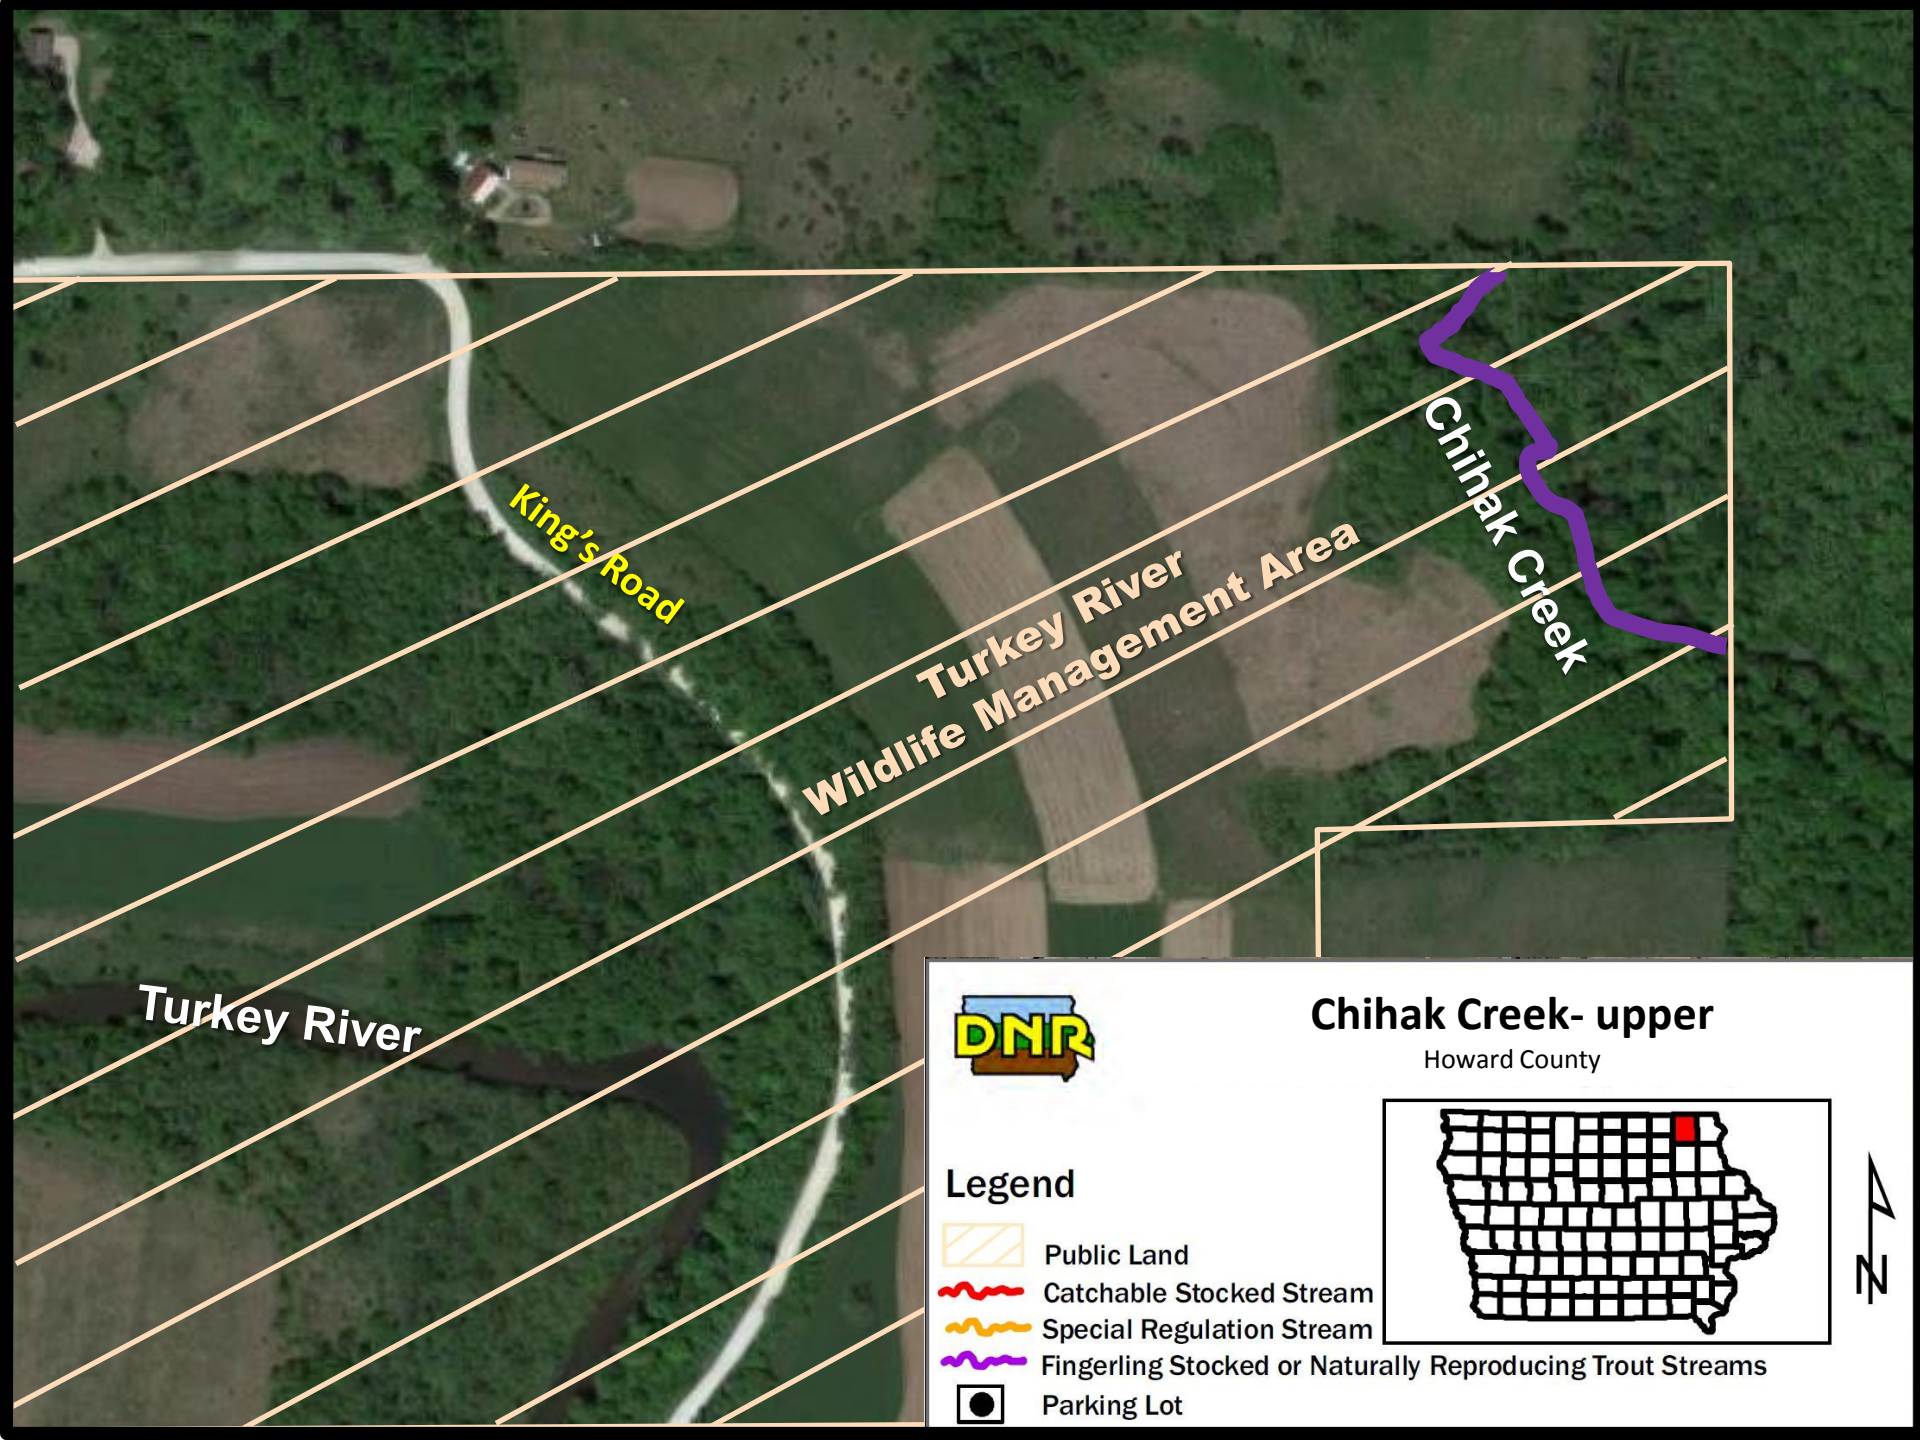 King's Road
Chihak Creek
Turkey River
Wildlife Management Area
Turkey River
DNR
Chihak Creek- upper
Howard County
Legend
Public Land
Catchable Stocked Stream
Special Regulation Stream
Fingerling Stocked or Naturally Reproducing Trout Streams
Parking Lot
N